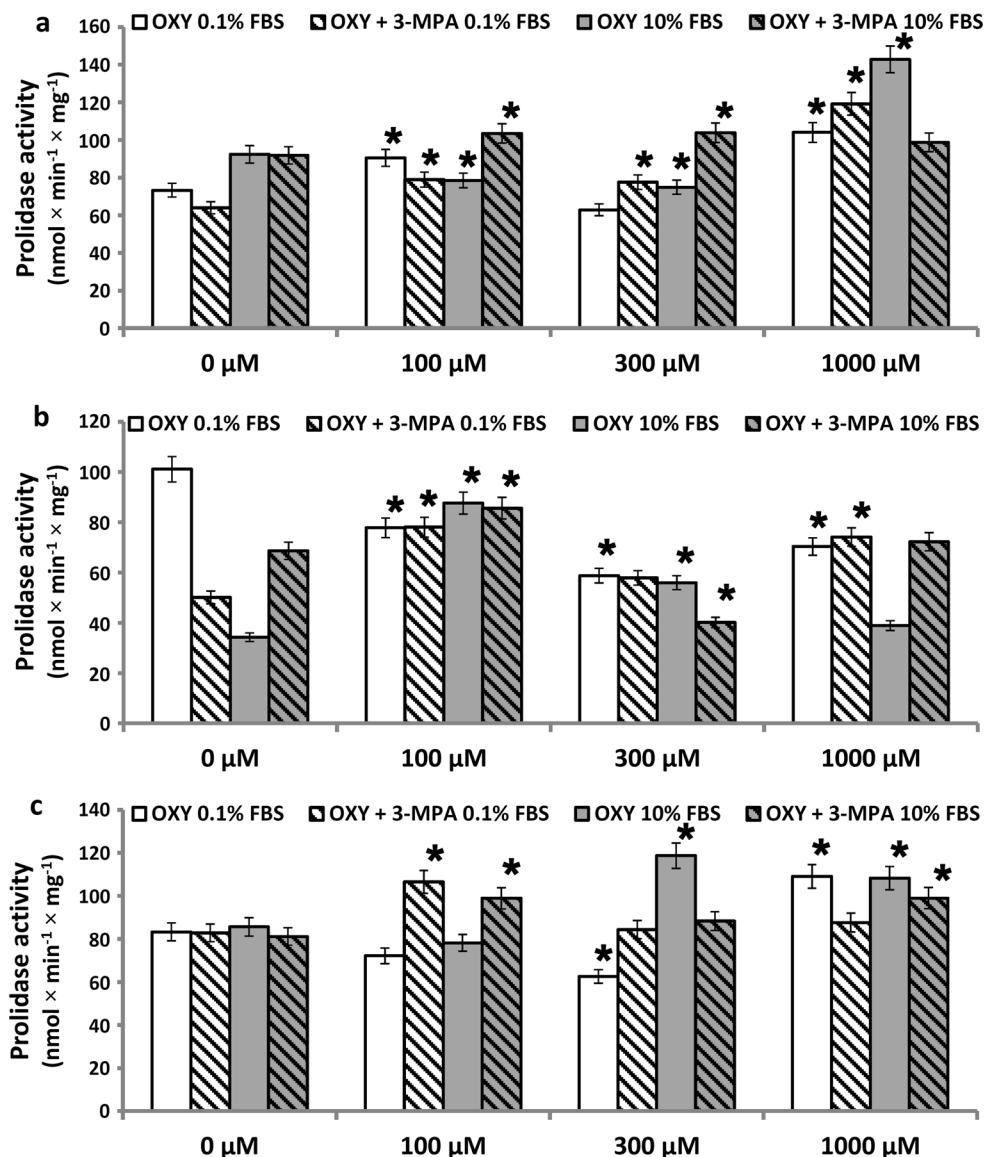 a
OXY 0.1% FBS OXY + 3-MPA 0.1% FBS OXY 10% FBS OXY + 3-MPA 10% FBS
Prolidase activity
(nmol × min⁻¹ × mg⁻¹)
160
140
120
100
80
60
40
20
0
* * * * * * * * * *
0 µM 100 µM 300 µM 1000 µM
b
OXY 0.1% FBS OXY + 3-MPA 0.1% FBS OXY 10% FBS OXY + 3-MPA 10% FBS
Prolidase activity
(nmol × min⁻¹ × mg⁻¹)
120
100
80
60
40
20
0
* * * * * * * * *
0 µM 100 µM 300 µM 1000 µM
c
OXY 0.1% FBS OXY + 3-MPA 0.1% FBS OXY 10% FBS OXY + 3-MPA 10% FBS
Prolidase activity
(nmol × min⁻¹ × mg⁻¹)
140
120
100
80
60
40
20
0
* * * * * * *
0 µM 100 µM 300 µM 1000 µM